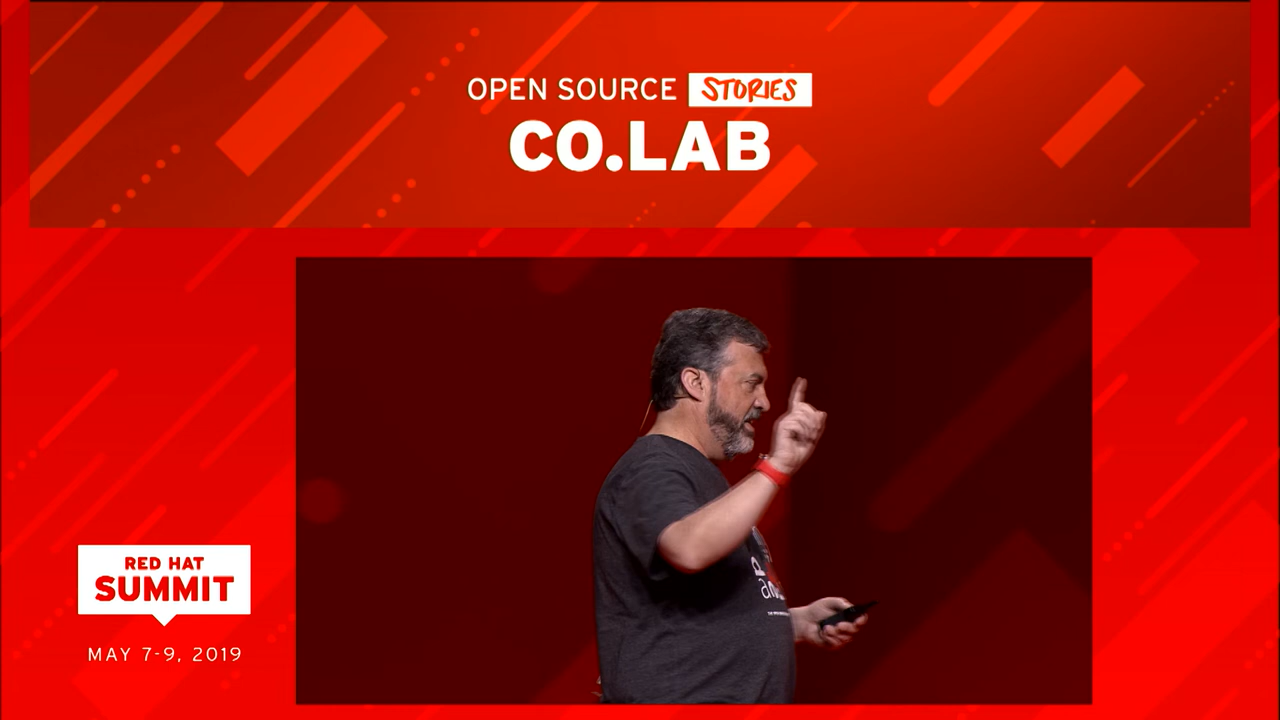 OPEN SOURCE STORIES
CO.LAB
RED HAT
SUMMIT
MAY 7-9, 2019